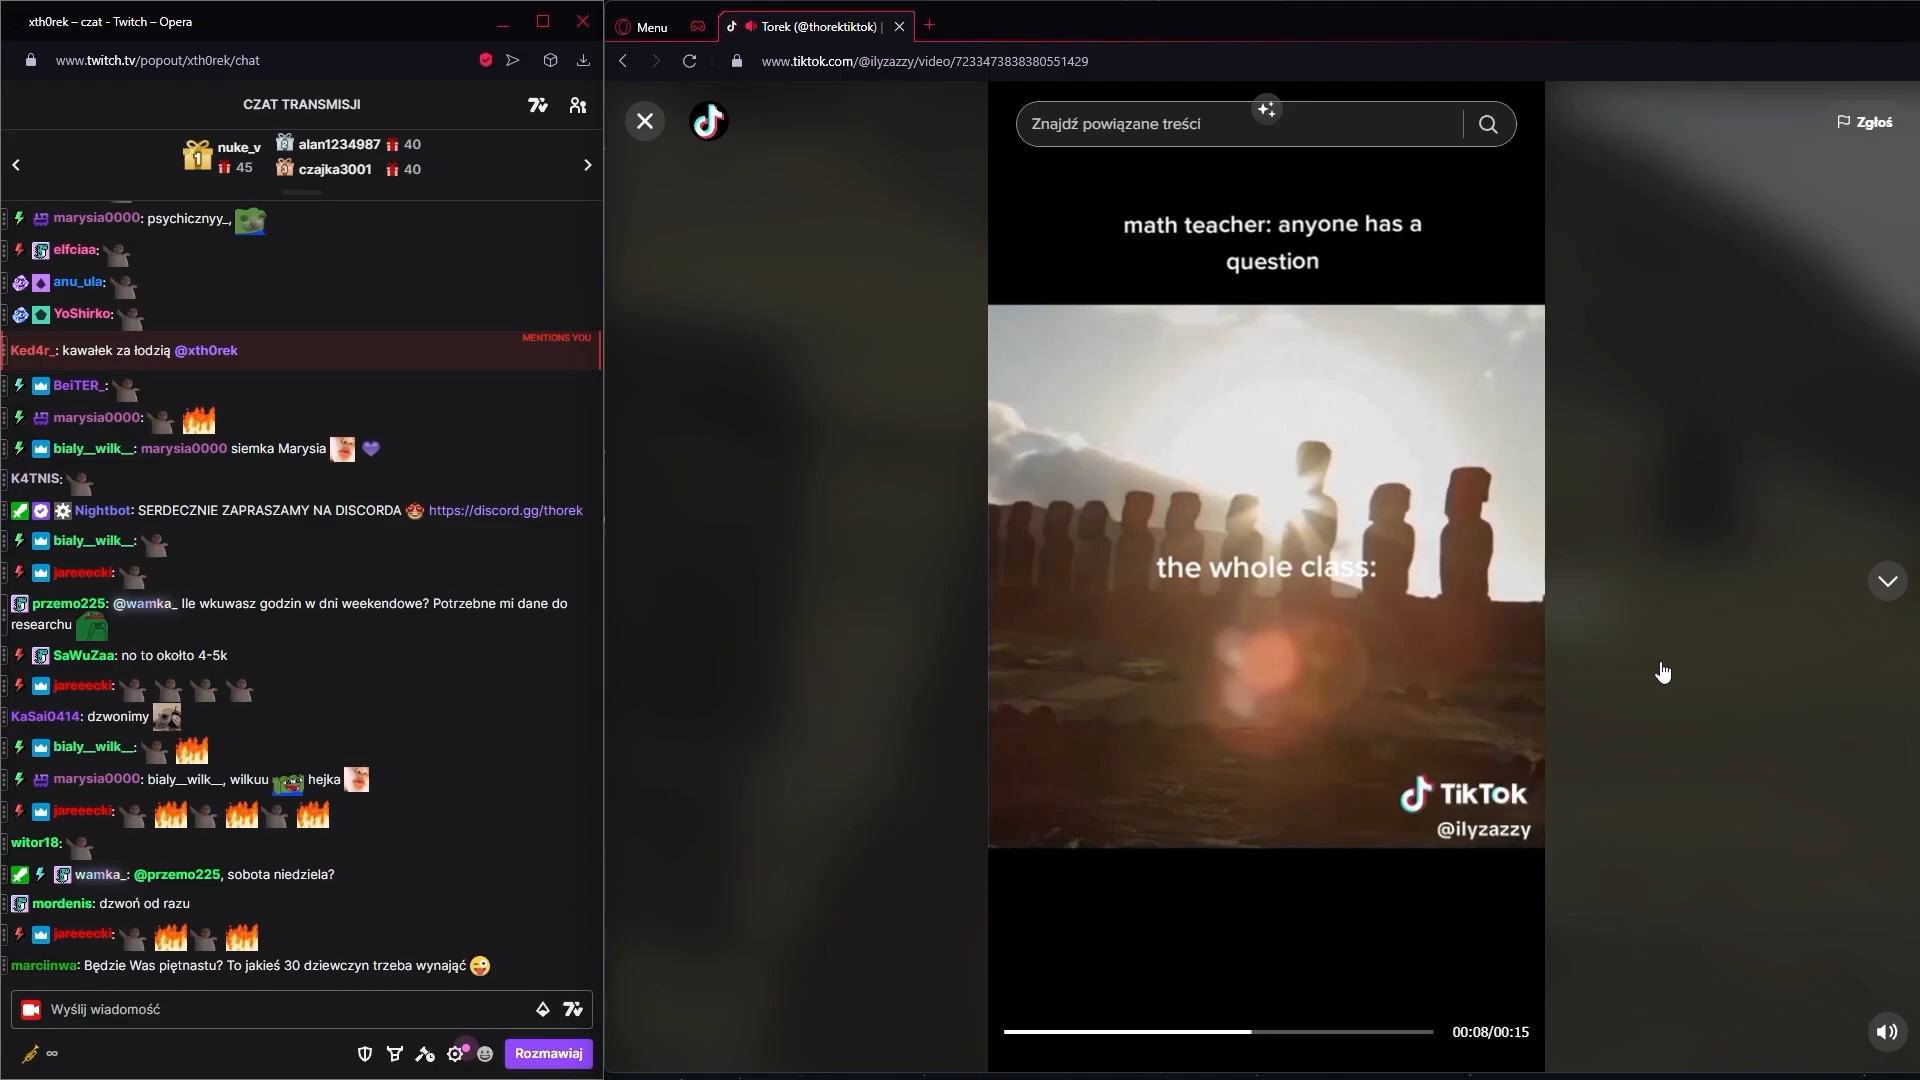 xth0rek – czat - Twitch – Opera
www.twitch.tv/popout/xth0rek/chat
CZAT TRANSMISJI
1 nuke_v 45
2 alan1234987 40
3 czajka3001 40
marysia0000: psychicznyy_,
elfciaa:
anu_ula:
YoShirko:
MENTIONS YOU
Ked4r_: kawałek za łodzią @xth0rek
BeiTER_:
marysia0000:
bialy__wilk__: marysia0000 siemka Marysia
K4TNIS:
Nightbot: SERDECZNIE ZAPRASZAMY NA DISCORDA https://discord.gg/thorek
bialy__wilk__:
jareeecki:
przemo225: @wamka_ Ile wkuwasz godzin w dni weekendowe? Potrzebne mi dane do
researchu
SaWuZaa: no to okołto 4-5k
jareeecki:
KaSai0414: dzwonimy
bialy__wilk__:
marysia0000: bialy__wilk__, wilkuu hejka
jareeecki:
witor18:
wamka_: @przemo225, sobota niedziela?
mordenis: dzwoń od razu
jareeecki:
marciinwa: Będzie Was piętnastu? To jakieś 30 dziewczyn trzeba wynająć
Wyślij wiadomość
∞
Rozmawiaj
Menu
Torek (@thorektiktok) |
www.tiktok.com/@ilyzazzy/video/7233473838380551429
Znajdź powiązane treści
Zgłoś
math teacher: anyone has a
question
the whole class:
TikTok
@ilyzazzy
00:08/00:15